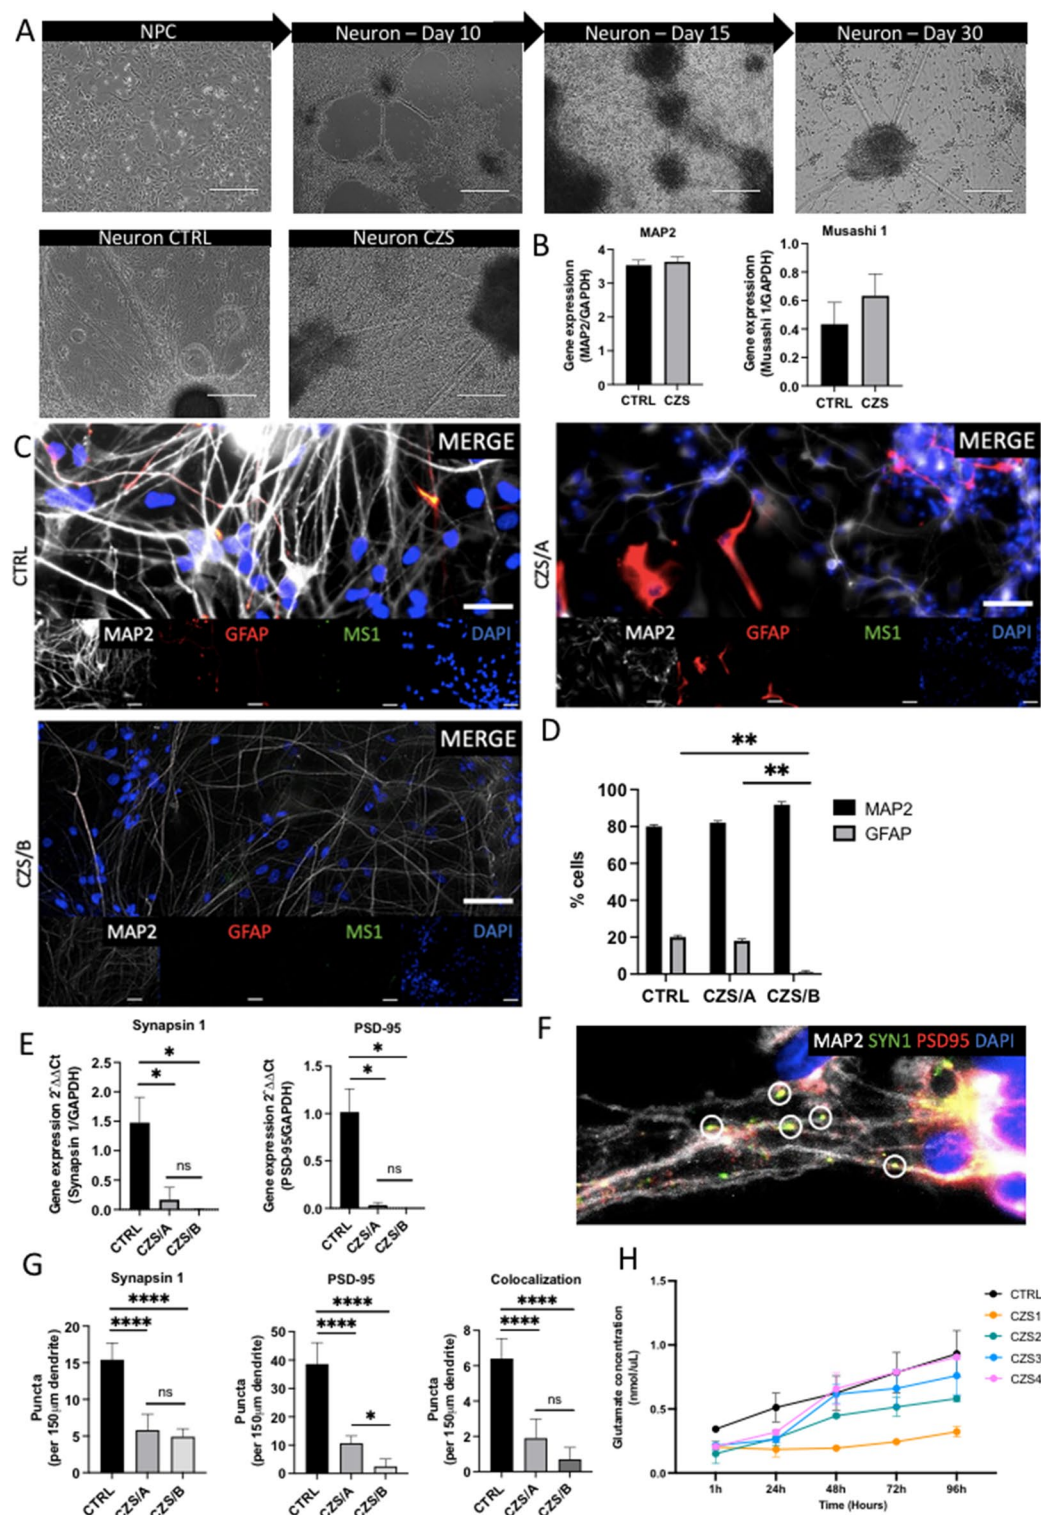 A
NPC
Neuron – Day 10
Neuron – Day 15
Neuron – Day 30
Neuron CTRL
Neuron CZS
B
MAP2
Gene expressionn
(MAP2/GAPDH)
4
3
2
1
0
CTRL CZS
Musashi 1
Gene expressionn
(Musashi 1/GAPDH)
1.0
0.8
0.6
0.4
0.2
0.0
CTRL CZS
C
CTRL
MERGE
MAP2 GFAP MS1 DAPI
CZS/A
MERGE
MAP2 GFAP MS1 DAPI
CZS/B
MERGE
MAP2 GFAP MS1 DAPI
D
**
**
% cells
100
80
60
40
20
0
CTRL CZS/A CZS/B
MAP2
GFAP
E
Synapsin 1
Gene expression 2^-ΔΔCt
(Synapsin 1/GAPDH)
2.5
2.0
1.5
1.0
0.5
0.0
*
*
ns
CTRL CZS/A CZS/B
PSD-95
Gene expression 2^-ΔΔCt
(PSD-95/GAPDH)
1.5
1.0
0.5
0.0
*
*
ns
CTRL CZS/A CZS/B
F
MAP2 SYN1 PSD95 DAPI
G
Synapsin 1
Puncta
(per 150μm dendrite)
20
15
10
5
0
****
****
ns
CTRL CZS/A CZS/B
PSD-95
Puncta
(per 150μm dendrite)
50
40
30
20
10
0
****
****
*
CTRL CZS/A CZS/B
Colocalization
Puncta
(per 150μm dendrite)
8
6
4
2
0
****
****
ns
CTRL CZS/A CZS/B
H
Glutamate concentration
(nmol/uL)
1.5
1.0
0.5
0.0
1h 24h 48h 72h 96h
Time (Hours)
CTRL
CZS1
CZS2
CZS3
CZS4